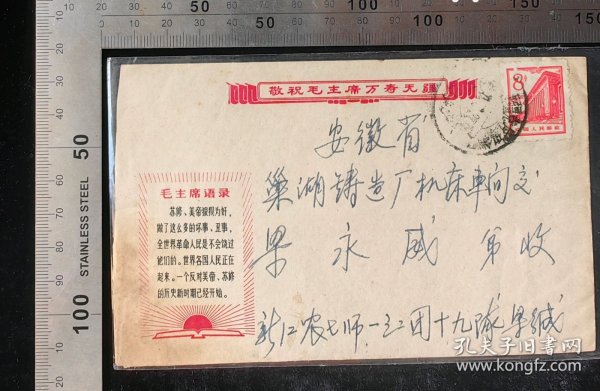 敬祝毛主席万寿无疆
8分
中国人民邮政
安徽省
巢湖铸造厂机床車间交
梁永威弟收
新江农七师一三一团十九隊梁缄
毛主席语录
苏修、美帝狼狈为奸，
做了这么多的坏事、丑事，
全世界革命人民是不会饶过
他们的。世界各国人民正在
起来。一个反对美帝、苏修
的历史新时期已经开始。
STAINLESS STEEL
50
100
孔夫子旧书网
www.kongfz.com